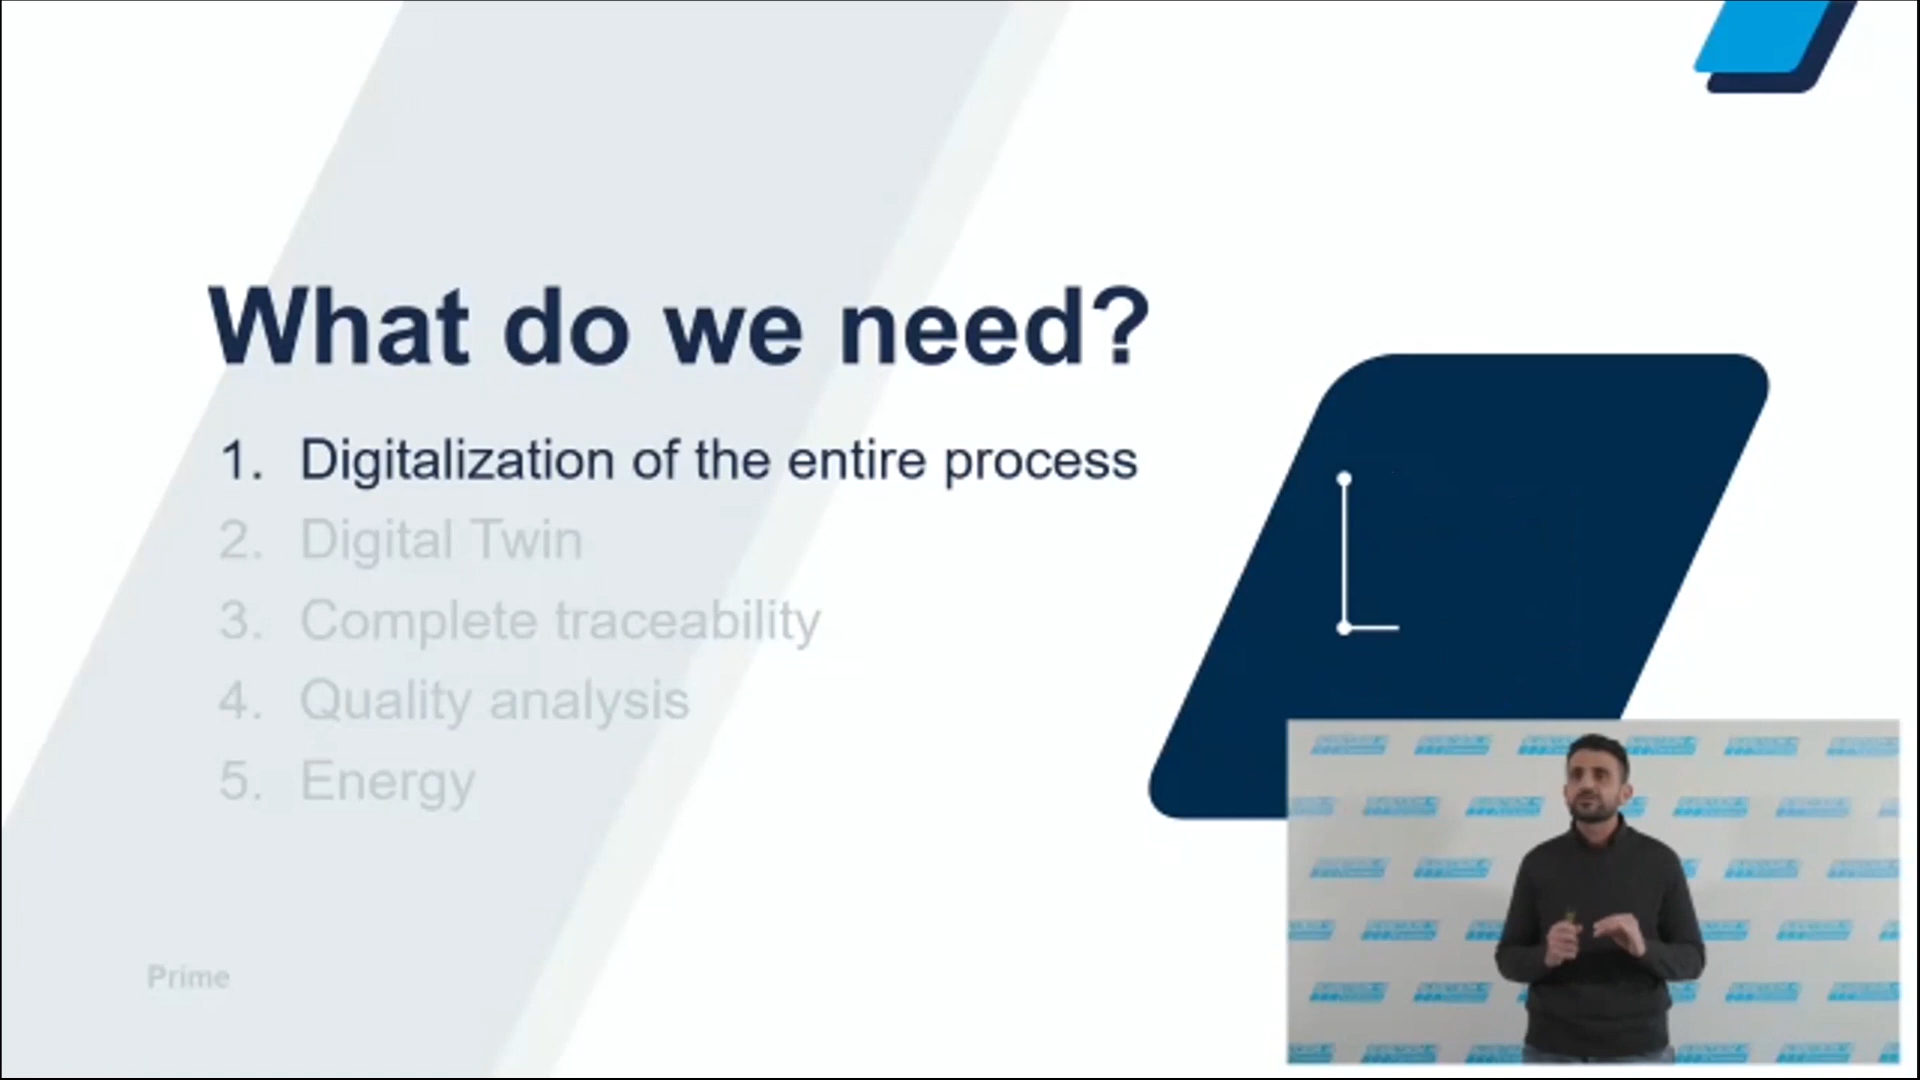 What do we need?
1. Digitalization of the entire process
2. Digital Twin
3. Complete traceability
4. Quality analysis
5. Energy
Prime